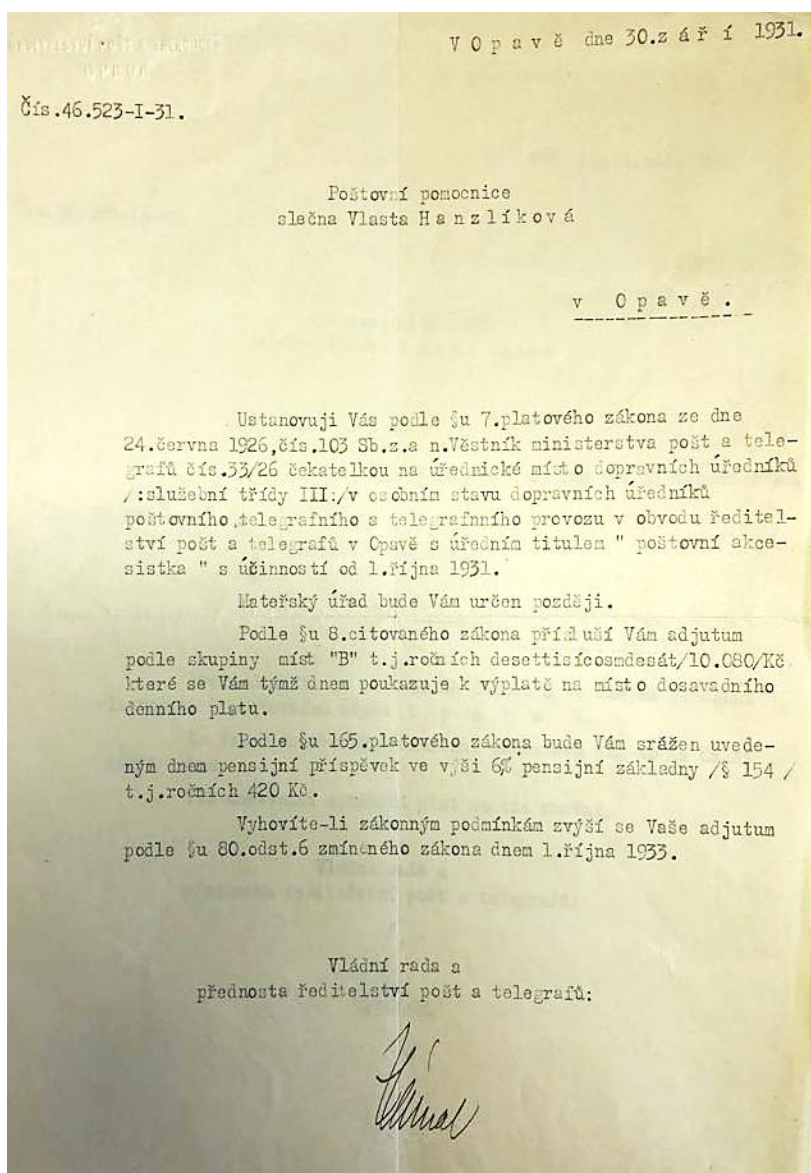 V Opavě dne 30.září 1931.
Čís.46.523-I-31.
Poštovní pomocnice
slečna Vlasta Hanzlíková
v Opavě.
Ustanovuji Vás podle §u 7.platového zákona ze dne
24.června 1926,čís.103 Sb.z.a n.Věstník ministerstva pošt a tele-
grafů čís.33/26 čekatelkou na úřednické místo dopravních úředníků
/:služební třídy III:/v osobním stavu dopravních úředníků
poštovního,telegrafního a telegrafnního provozu v obvodu ředitel-
ství pošt a telegrafů v Opavě s úředním titulem " poštovní akce-
sistka " s účinností od 1.října 1931.
Mateřský úřad bude Vám určen později.
Podle §u 8.citovaného zákona přísluší Vám adjutum
podle skupiny míst "B" t.j.ročních desettisícosmdesát/10.080/Kč
které se Vám týmž dnem poukazuje k výplatě na místo dosavadního
denního platu.
Podle §u 165.platového zákona bude Vám srážen uvede-
ným dnem pensijní příspěvek ve výši 6% pensijní základny /§ 154 /
t.j.ročních 420 Kč.
Vyhovíte-li zákonným podmínkám zvýší se Vaše adjutum
podle §u 80.odst.6 zmíněného zákona dnem 1.října 1933.
Vládní rada a
přednosta ředitelství pošt a telegrafů: